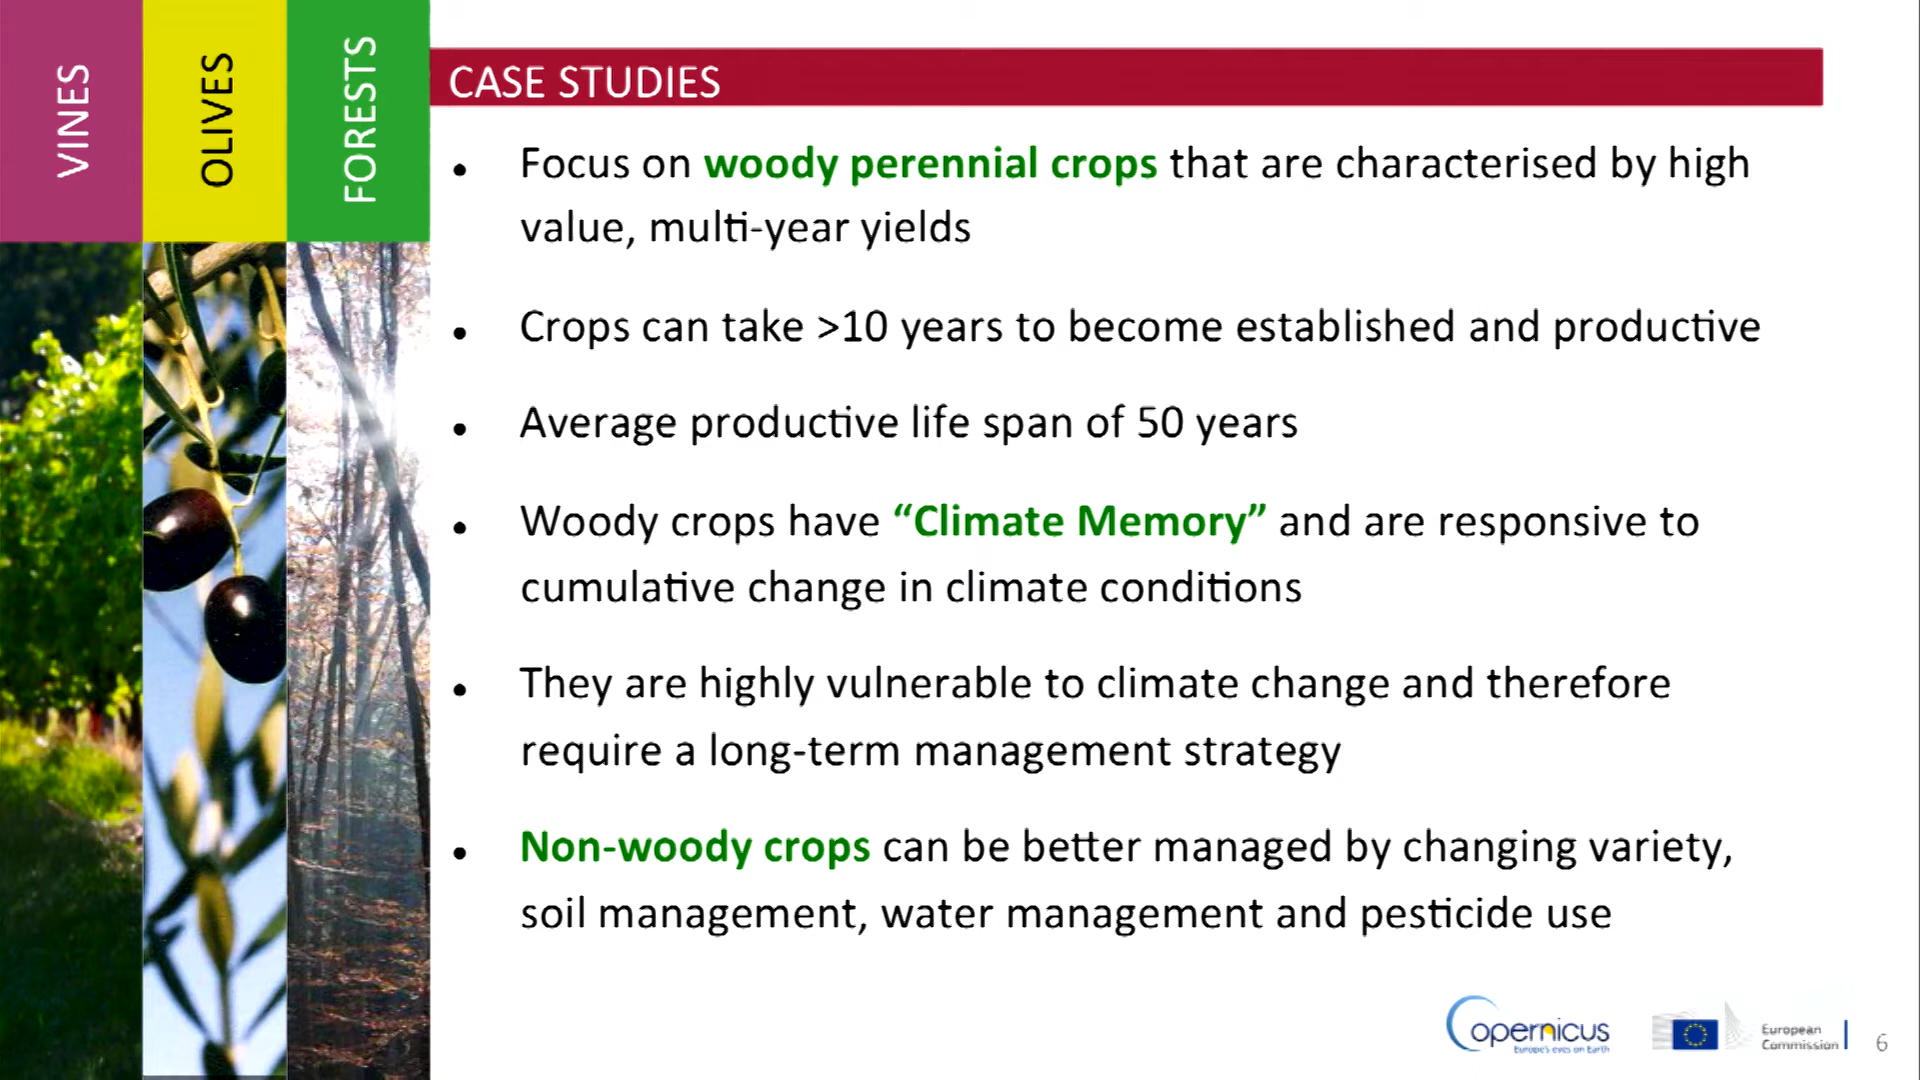 VINES
OLIVES
FORESTS
CASE STUDIES
• Focus on woody perennial crops that are characterised by high
value, multi-year yields
• Crops can take >10 years to become established and productive
• Average productive life span of 50 years
• Woody crops have “Climate Memory” and are responsive to
cumulative change in climate conditions
• They are highly vulnerable to climate change and therefore
require a long-term management strategy
• Non-woody crops can be better managed by changing variety,
soil management, water management and pesticide use
Copernicus
Europe's eyes on Earth
European
Commission
6